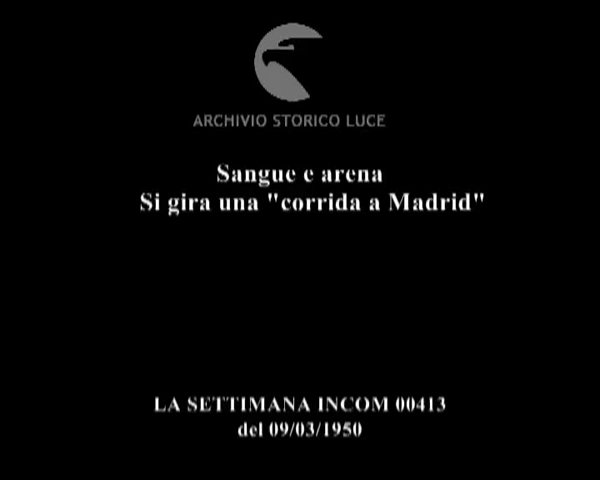 ARCHIVIO STORICO LUCE
Sangue e arena
Si gira una "corrida a Madrid"
LA SETTIMANA INCOM 00413
del 09/03/1950